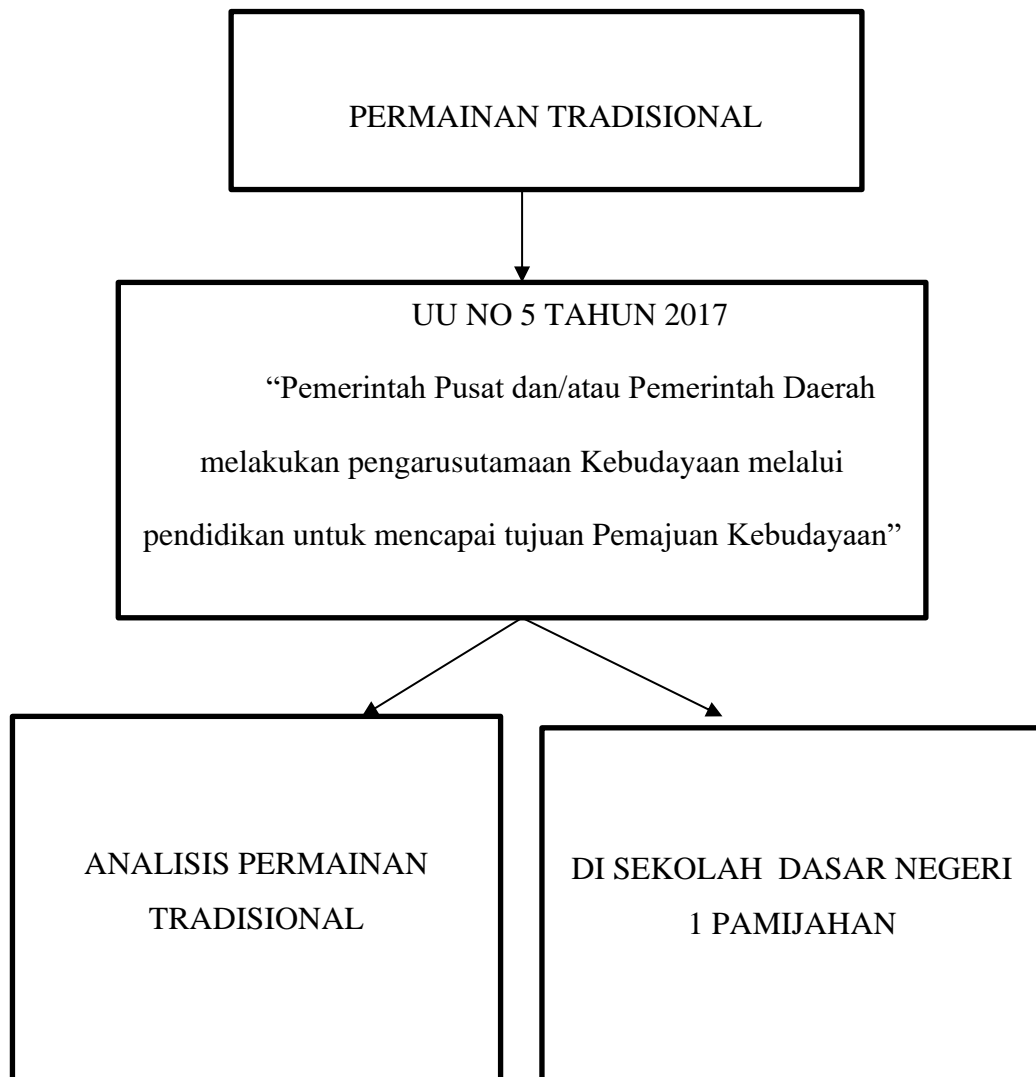 PERMAINAN TRADISIONAL
UU NO 5 TAHUN 2017
“Pemerintah Pusat dan/atau Pemerintah Daerah
melakukan pengarusutamaan Kebudayaan melalui
pendidikan untuk mencapai tujuan Pemajuan Kebudayaan”
ANALISIS PERMAINAN
TRADISIONAL
DI SEKOLAH DASAR NEGERI
1 PAMIJAHAN